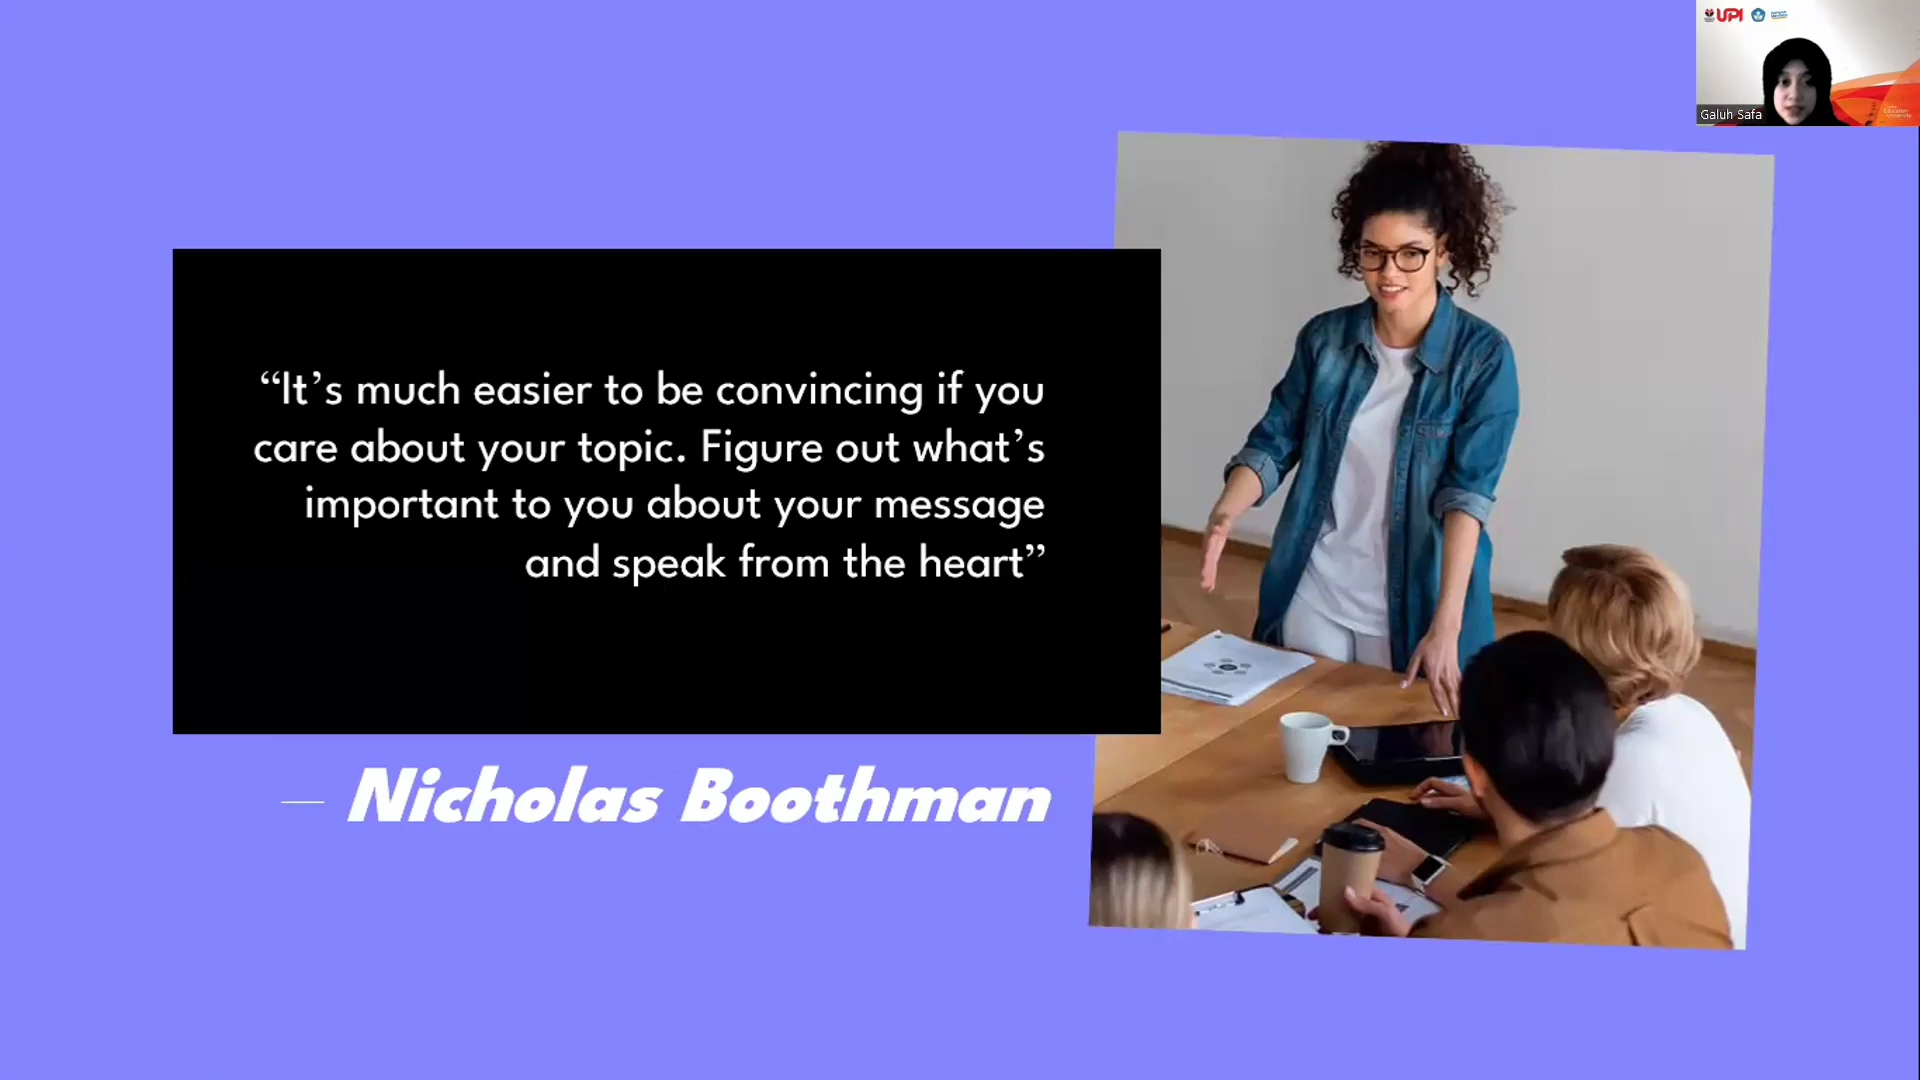 “It’s much easier to be convincing if you
care about your topic. Figure out what’s
important to you about your message
and speak from the heart”
— Nicholas Boothman
UPI
Galuh Safa